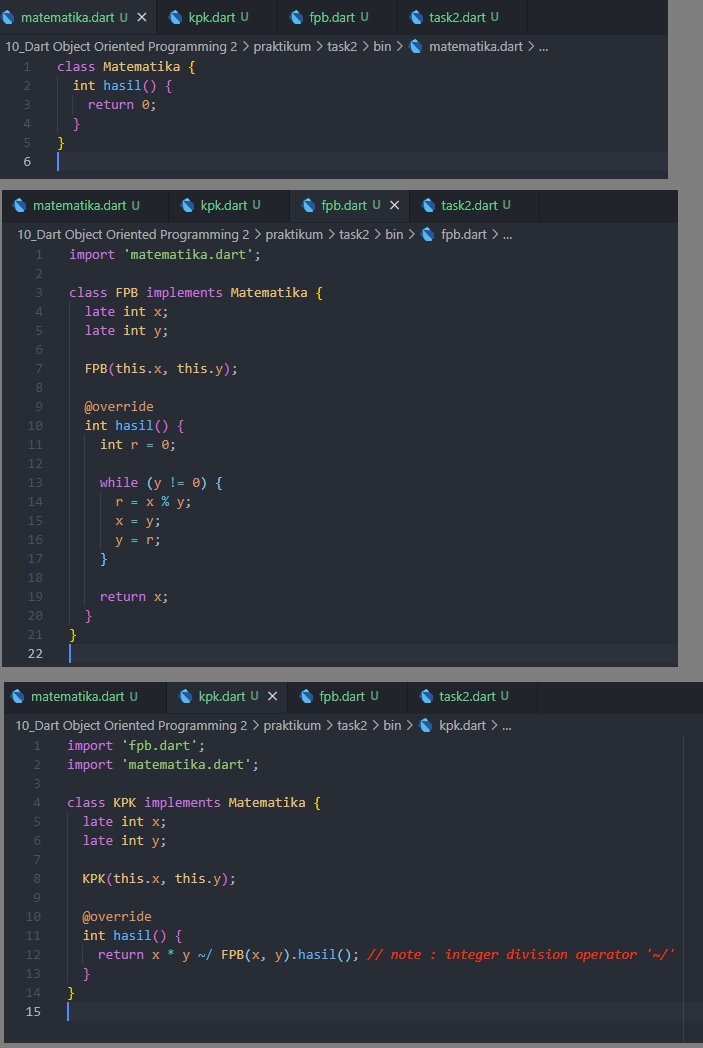 matematika.dart U × kpk.dart U fpb.dart U task2.dart U
10_Dart Object Oriented Programming 2 > praktikum > task2 > bin > matematika.dart > ...
1 class Matematika {
2   int hasil() {
3     return 0;
4   }
5 }
6
matematika.dart U kpk.dart U fpb.dart U × task2.dart U
10_Dart Object Oriented Programming 2 > praktikum > task2 > bin > fpb.dart > ...
1 import 'matematika.dart';
2
3 class FPB implements Matematika {
4   late int x;
5   late int y;
6
7   FPB(this.x, this.y);
8
9   @override
10   int hasil() {
11     int r = 0;
12
13     while (y != 0) {
14       r = x % y;
15       x = y;
16       y = r;
17     }
18
19     return x;
20   }
21 }
22
matematika.dart U kpk.dart U × fpb.dart U task2.dart U
10_Dart Object Oriented Programming 2 > praktikum > task2 > bin > kpk.dart > ...
1 import 'fpb.dart';
2 import 'matematika.dart';
3
4 class KPK implements Matematika {
5   late int x;
6   late int y;
7
8   KPK(this.x, this.y);
9
10   @override
11   int hasil() {
12     return x * y ~/ FPB(x, y).hasil(); // note : integer division operator '~/'
13   }
14 }
15